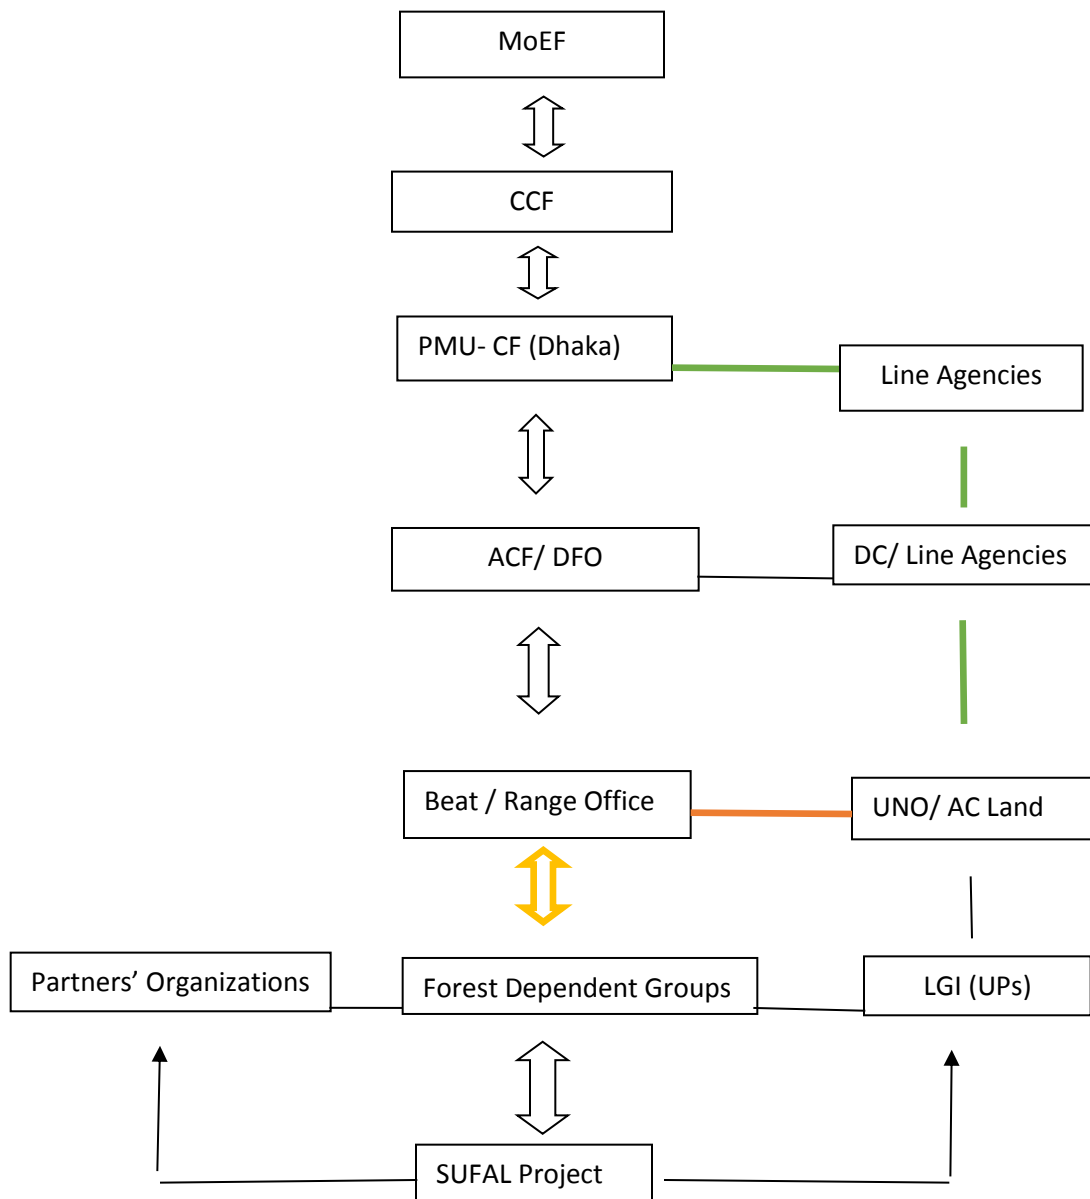 MoEF
CCF
PMU- CF (Dhaka)
Line Agencies
ACF/ DFO
DC/ Line Agencies
Beat / Range Office
UNO/ AC Land
Partners’ Organizations
Forest Dependent Groups
LGI (UPs)
SUFAL Project